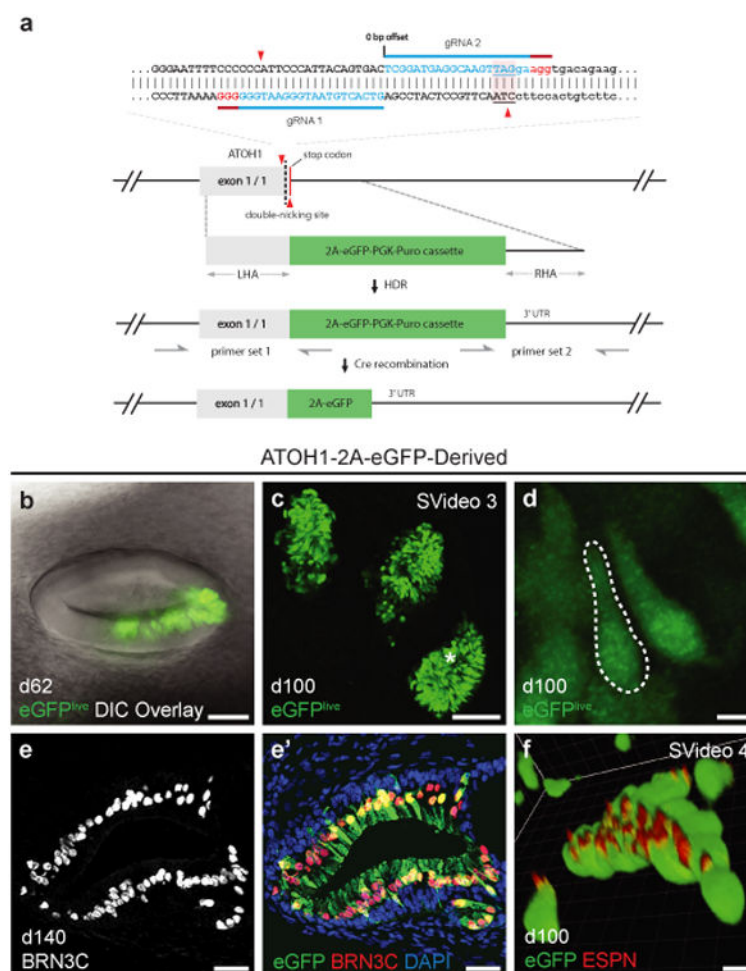 a
0 bp offset
gRNA 2
...GGGAATTTTCCCCCCATTCCCATTACAGTGACTCGGATGAGGCAAGTTAGgaaggtgacagaag...
...CCCTTAAAAGGGGGGTAAGGGTAATGTCACTGAGCCTACTCCGTTCAATCcttccactgtcttc...
gRNA 1
ATOH1
stop codon
exon 1 / 1
double-nicking site
2A-eGFP-PGK-Puro cassette
LHA
RHA
HDR
exon 1 / 1
2A-eGFP-PGK-Puro cassette
3' UTR
primer set 1
primer set 2
Cre recombination
exon 1 / 1
2A-eGFP
3' UTR
ATOH1-2A-eGFP-Derived
b
d62
eGFPlive DIC Overlay
c
SVideo 3
*
d100
eGFPlive
d
d100
eGFPlive
e
d140
BRN3C
e'
eGFP BRN3C DAPI
f
SVideo 4
d100
eGFP ESPN